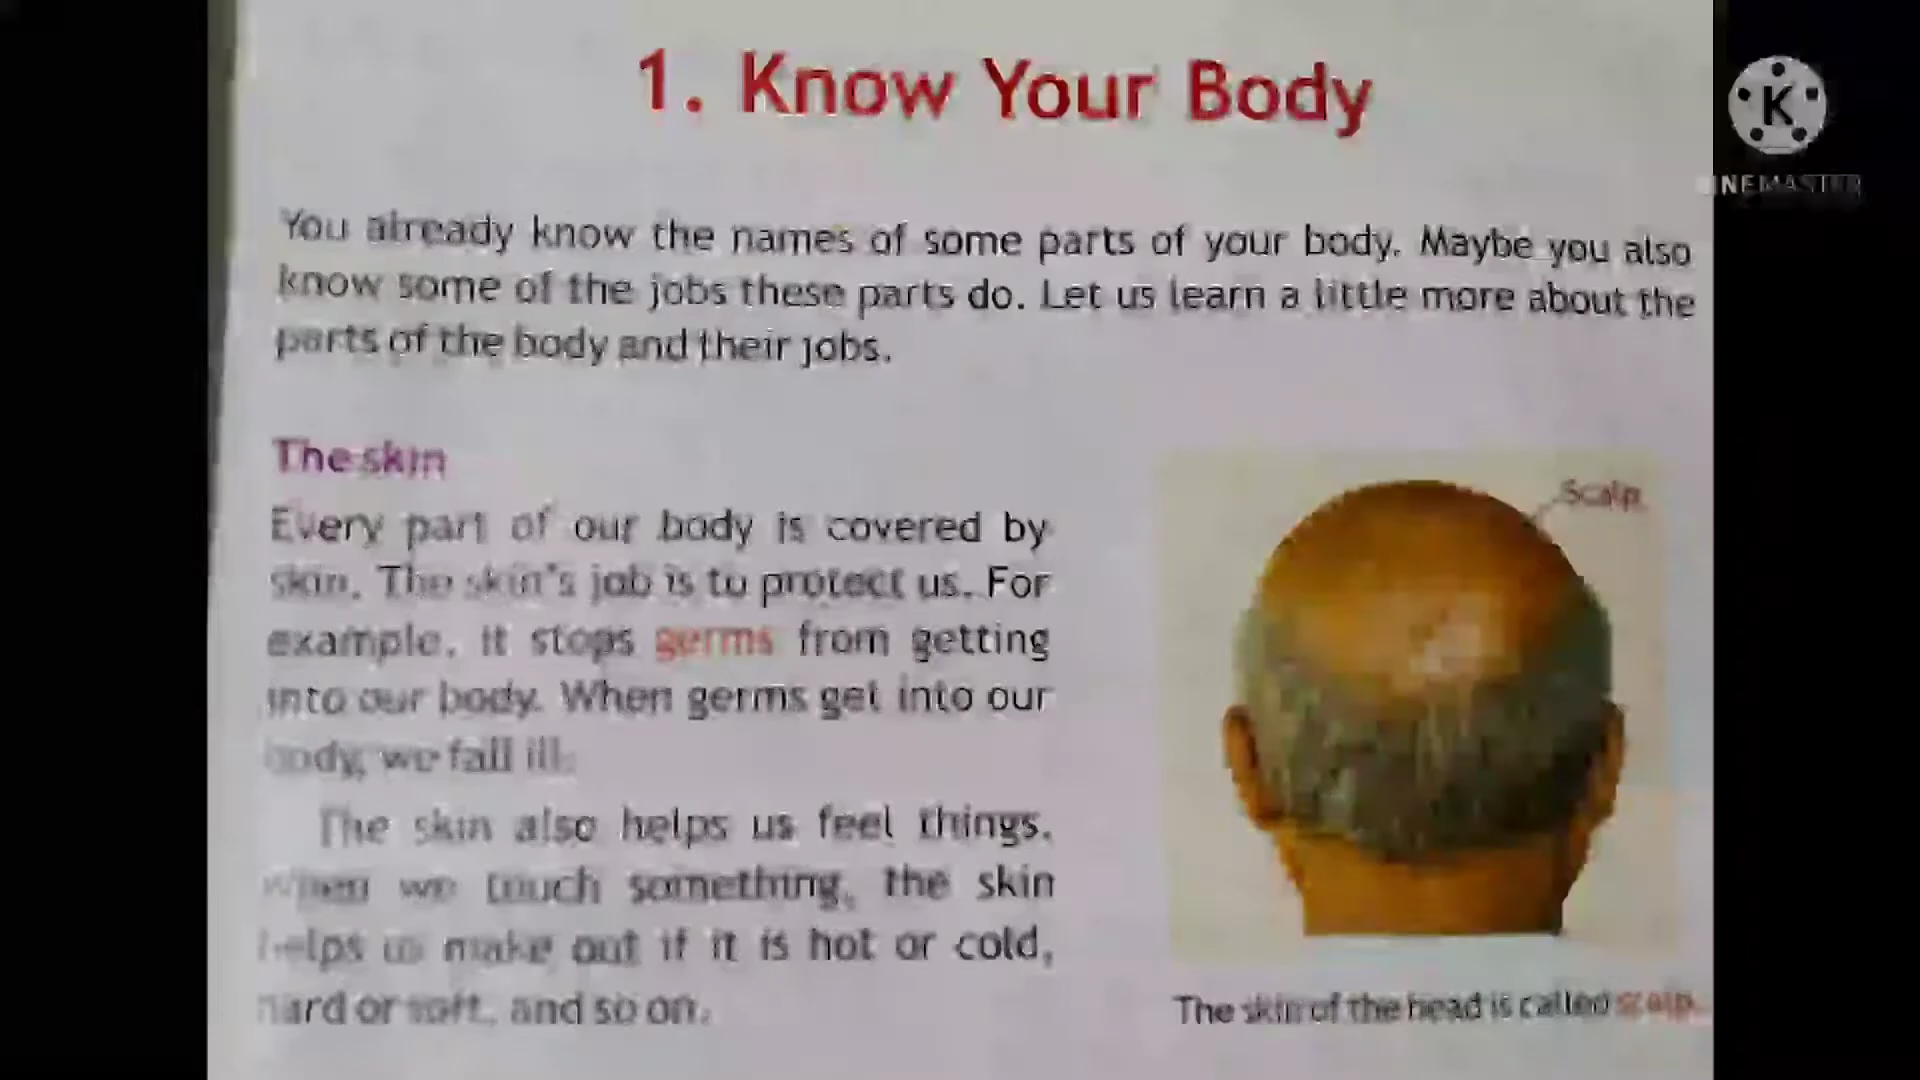 1. Know Your Body
K
KINEMASTER
You already know the names of some parts of your body. Maybe you also
know some of the jobs these parts do. Let us learn a little more about the
parts of the body and their jobs.
The skin
Every part of our body is covered by
skin. The skin's job is to protect us. For
example, it stops germs from getting
into our body. When germs get into our
body, we fall ill.
The skin also helps us feel things.
When we touch something, the skin
helps us make out if it is hot or cold,
hard or soft, and so on.
Scalp
The skin of the head is called scalp.